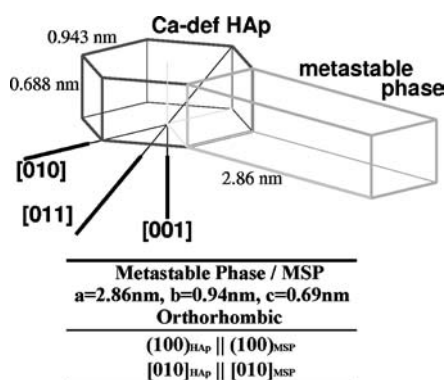 Ca-def HAp
0.943 nm
0.688 nm
metastable
phase
2.86 nm
[010]
[011]
[001]
Metastable Phase / MSP
a=2.86nm, b=0.94nm, c=0.69nm
Orthorhombic
(100)HAp || (100)MSP
[010]HAp || [010]MSP